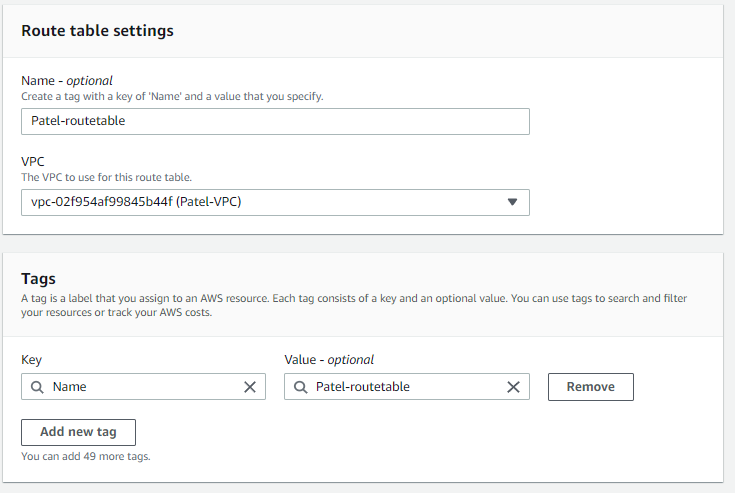 Route table settings
Name - optional
Create a tag with a key of 'Name' and a value that you specify.
Patel-routetable
VPC
The VPC to use for this route table.
vpc-02f954af99845b44f (Patel-VPC)
Tags
A tag is a label that you assign to an AWS resource. Each tag consists of a key and an optional value. You can use tags to search and filter
your resources or track your AWS costs.
Key
Value - optional
Name
Patel-routetable
Remove
Add new tag
You can add 49 more tags.